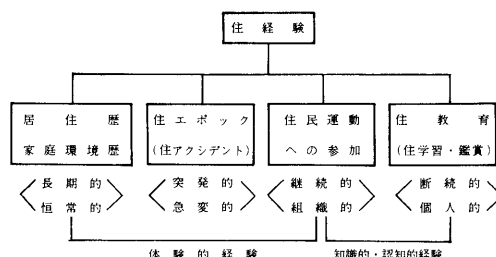 住経験
居住歴
家庭環境歴
住エポック
(住アクシデント)
住民運動
への参加
住教育
(住学習・鑑賞)
長期的
恒常的
突発的
急変的
継続的
組織的
断続的
個人的
体験的経験
知識的・認知的経験